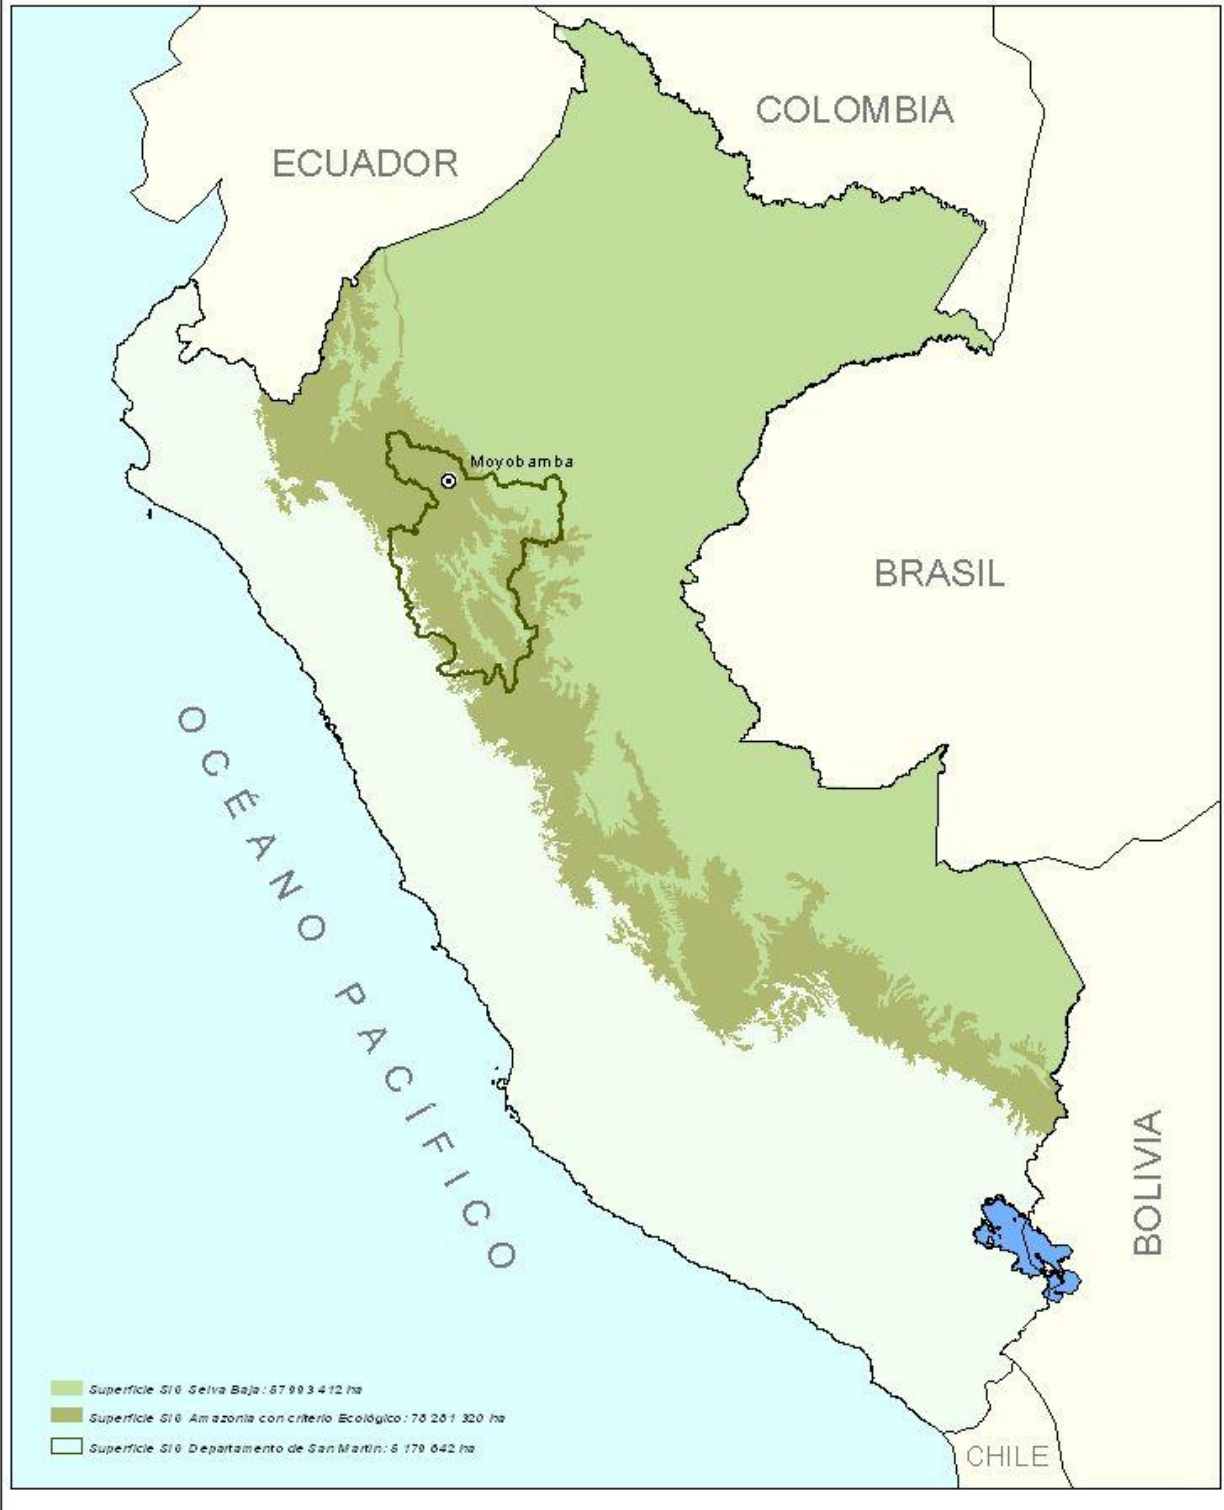 COLOMBIA
ECUADOR
Moyobamba
BRASIL
OCÉANO PACÍFICO
BOLIVIA
Superficie SIG Selva Baja: 57 993 412 ha
Superficie SIG Amazonia con criterio Ecológico: 78 281 320 ha
Superficie SIG Departamento de San Martín: 5 179 642 ha
CHILE